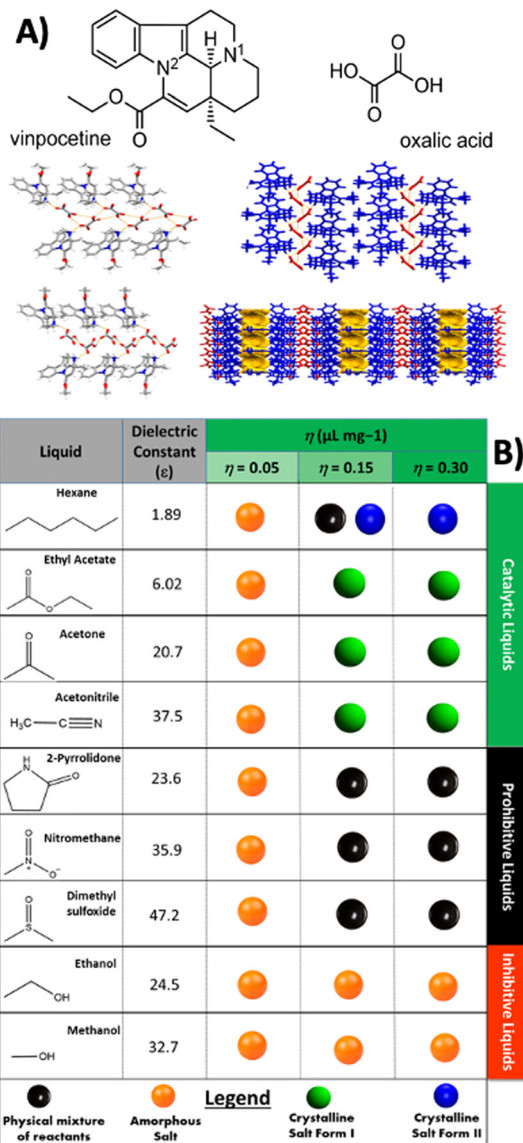 A)
H
N1
N2
O
O
vinpocetine
O
HO
OH
O
oxalic acid
B)
Liquid
Dielectric
Constant
(ε)
η (µL mg−1)
η = 0.05
η = 0.15
η = 0.30
Hexane
1.89
Ethyl Acetate
O
O
6.02
Acetone
O
20.7
Acetonitrile
H3C
N
37.5
Catalytic Liquids
2-Pyrrolidone
H
N
O
23.6
Nitromethane
O
N+
O−
35.9
Dimethyl
sulfoxide
O
S
47.2
Prohibitive Liquids
Ethanol
OH
24.5
Methanol
OH
32.7
Inhibitive Liquids
Legend
Physical mixture
of reactants
Amorphous
Salt
Crystalline
Salt Form I
Crystalline
Salt Form II